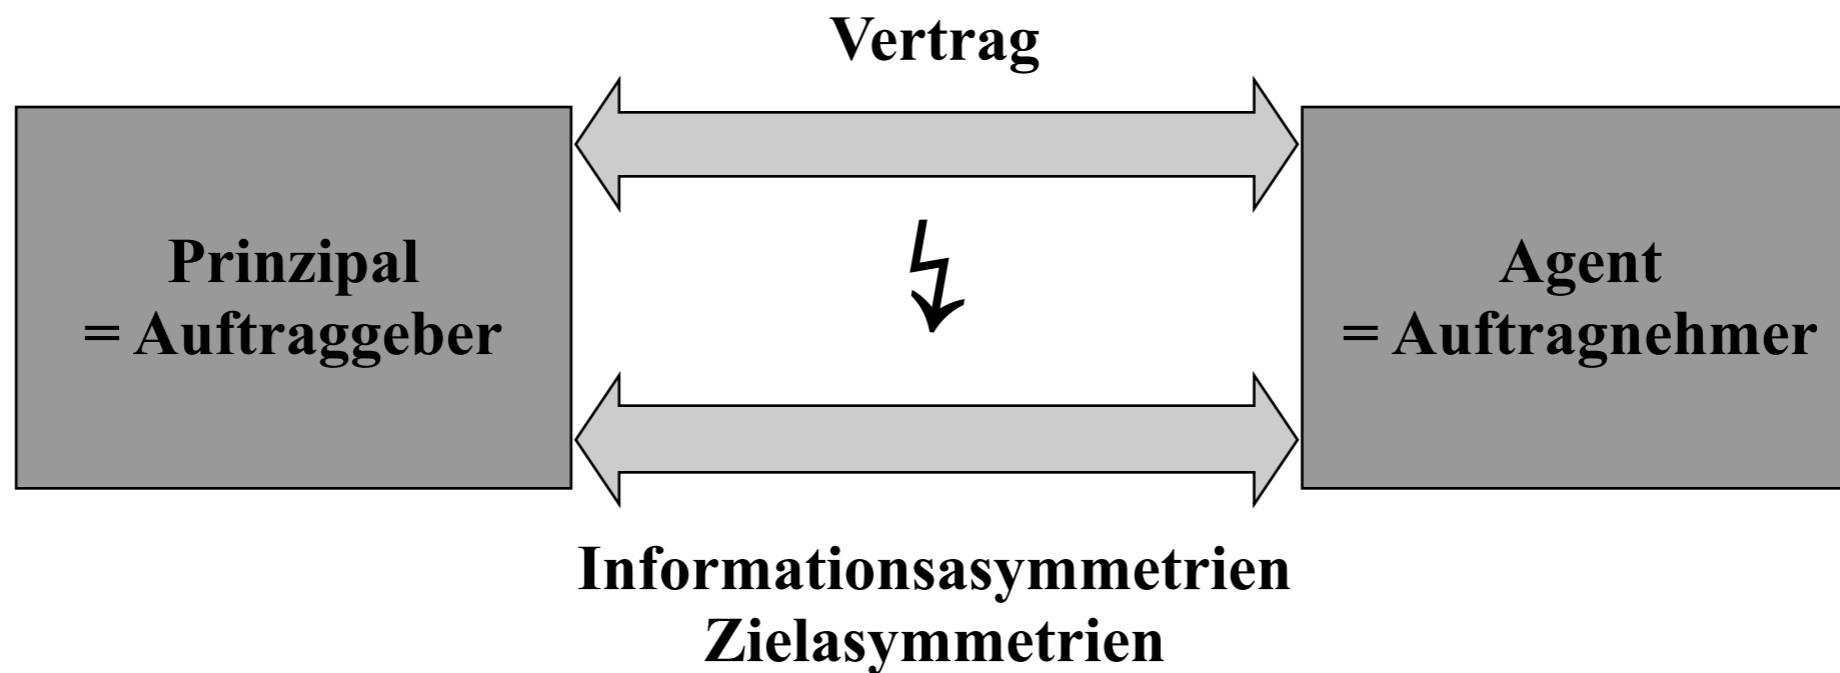 Vertrag
Prinzipal
= Auftraggeber
Agent
= Auftragnehmer
Informationsasymmetrien
Zielasymmetrien